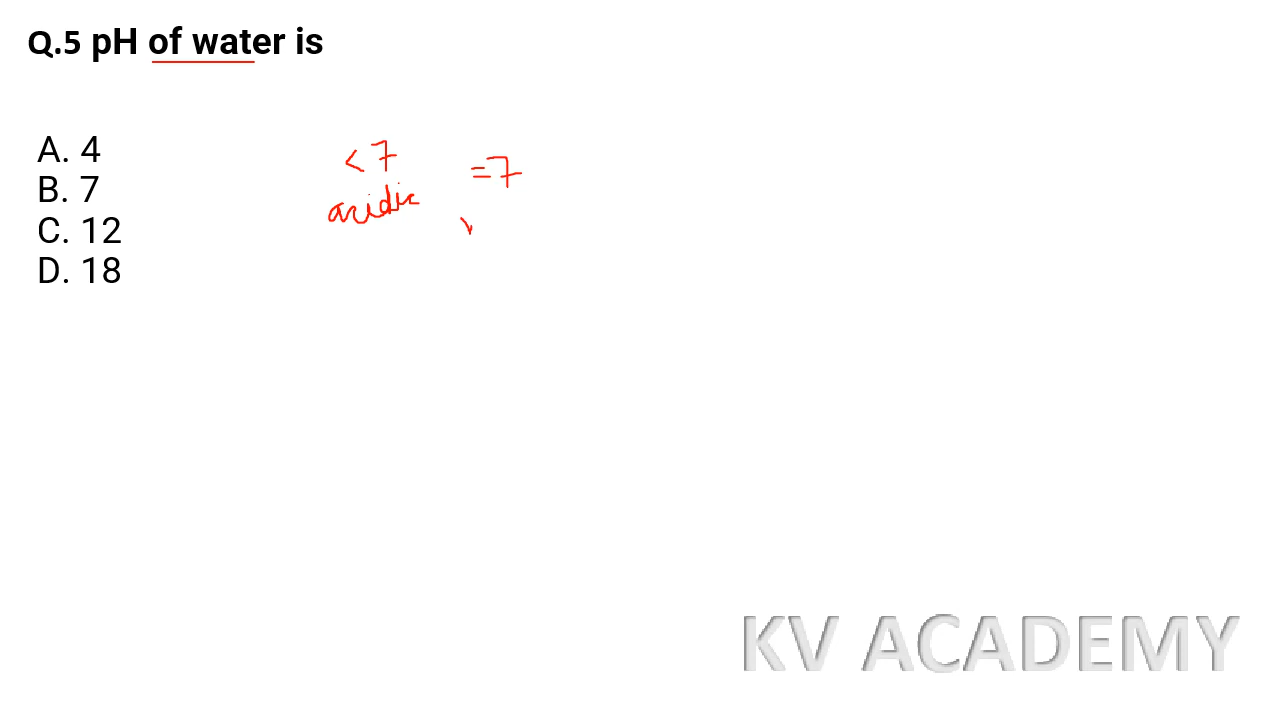 Q.5 pH of water is
A. 4
B. 7
C. 12
D. 18
<7
=7
acidic
KV ACADEMY